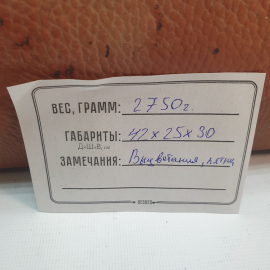 ВЕС, ГРАММ: 2750г.
ГАБАРИТЫ: 42 x 25 x 30
Д×Ш×В, см
ЗАМЕЧАНИЯ: Выцветания, пятна